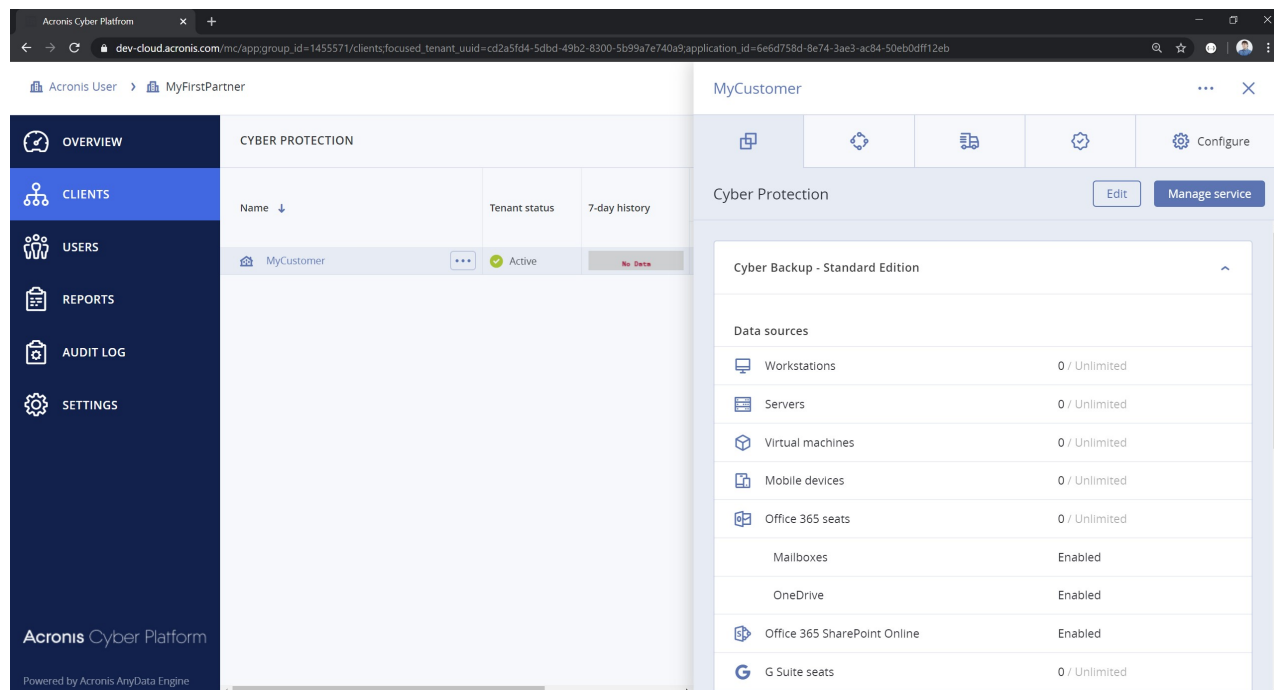 Acronis Cyber Platfrom
dev-cloud.acronis.com/mc/app;group_id=1455571/clients;focused_tenant_uuid=cd2a5fd4-5dbd-49b2-8300-5b99a7e740a9;application_id=6e6d758d-8e74-3ae3-ac84-50eb0dff12eb
Acronis User > MyFirstPartner
OVERVIEW
CLIENTS
USERS
REPORTS
AUDIT LOG
SETTINGS
Acronis Cyber Platform
Powered by Acronis AnyData Engine
CYBER PROTECTION
Name Tenant status 7-day history
MyCustomer Active No Data
MyCustomer
Configure
Cyber Protection Edit Manage service
Cyber Backup - Standard Edition
Data sources
Workstations 0 / Unlimited
Servers 0 / Unlimited
Virtual machines 0 / Unlimited
Mobile devices 0 / Unlimited
Office 365 seats 0 / Unlimited
Mailboxes Enabled
OneDrive Enabled
Office 365 SharePoint Online Enabled
G Suite seats 0 / Unlimited